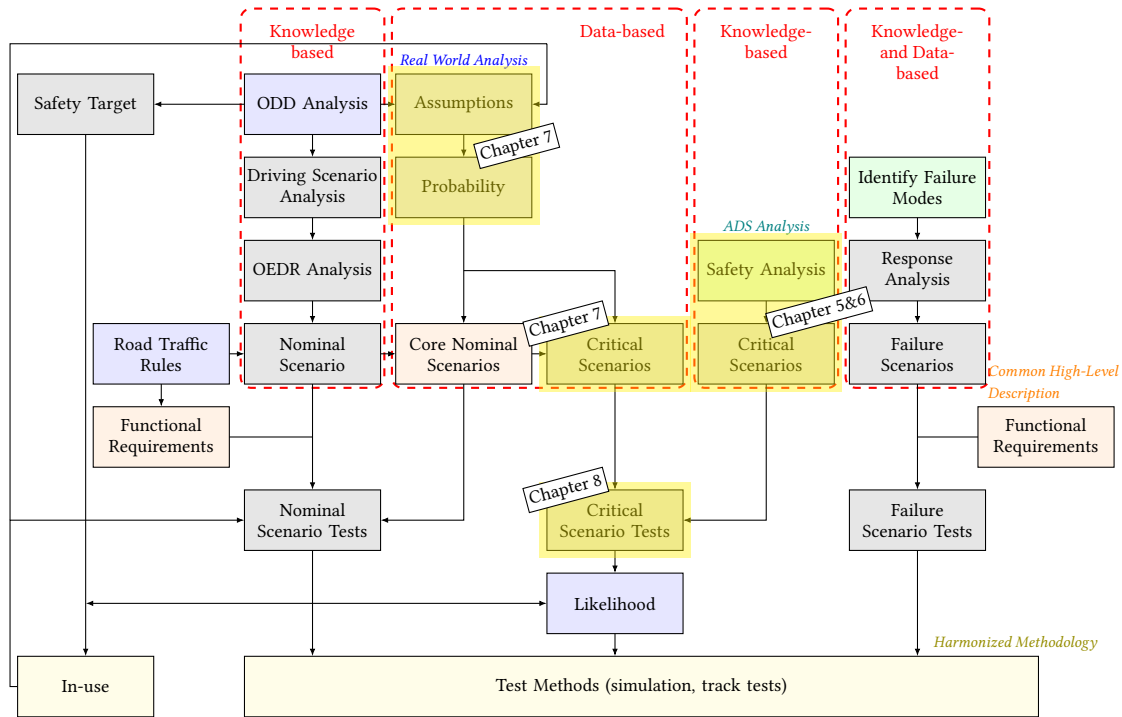 Knowledge
based
Data-based
Knowledge-
based
Knowledge-
and Data-
based
Real World Analysis
Safety Target
ODD Analysis
Assumptions
Chapter 7
Driving Scenario
Analysis
Probability
Identify Failure
Modes
ADS Analysis
OEDR Analysis
Safety Analysis
Response
Analysis
Chapter 5&6
Chapter 7
Road Traffic
Rules
Nominal
Scenario
Core Nominal
Scenarios
Critical
Scenarios
Critical
Scenarios
Failure
Scenarios
Common High-Level
Description
Functional
Requirements
Functional
Requirements
Chapter 8
Nominal
Scenario Tests
Critical
Scenario Tests
Failure
Scenario Tests
Likelihood
Harmonized Methodology
In-use
Test Methods (simulation, track tests)